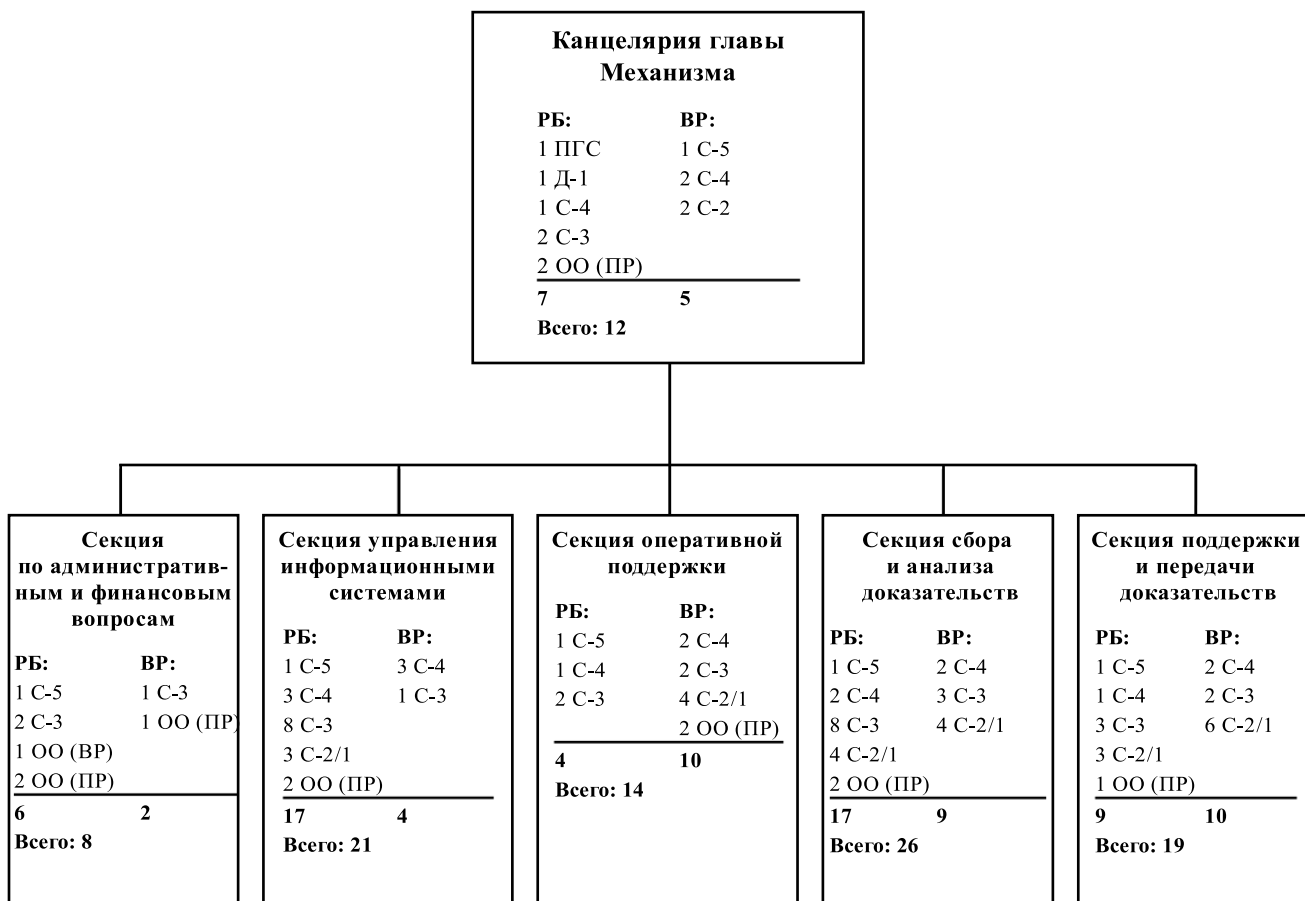 Канцелярия главы
Механизма
РБ: ВР:
1 ПГС 1 С-5
1 Д-1 2 С-4
1 С-4 2 С-2
2 С-3
2 ОО (ПР)
7 5
Всего: 12
Секция
по административ-
ным и финансовым
вопросам
РБ: ВР:
1 С-5 1 С-3
2 С-3 1 ОО (ПР)
1 ОО (ВР)
2 ОО (ПР)
6 2
Всего: 8
Секция управления
информационными
системами
РБ: ВР:
1 С-5 3 С-4
3 С-4 1 С-3
8 С-3
3 С-2/1
2 ОО (ПР)
17 4
Всего: 21
Секция оперативной
поддержки
РБ: ВР:
1 С-5 2 С-4
1 С-4 2 С-3
2 С-3 4 С-2/1
2 ОО (ПР)
4 10
Всего: 14
Секция сбора
и анализа
доказательств
РБ: ВР:
1 С-5 2 С-4
2 С-4 3 С-3
8 С-3 4 С-2/1
4 С-2/1
2 ОО (ПР)
17 9
Всего: 26
Секция поддержки
и передачи
доказательств
РБ: ВР:
1 С-5 2 С-4
1 С-4 2 С-3
3 С-3 6 С-2/1
3 С-2/1
1 ОО (ПР)
9 10
Всего: 19